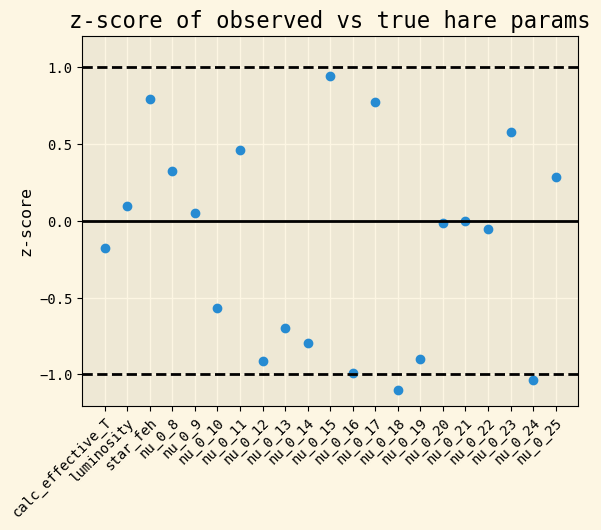 z-score of observed vs true hare params
z-score
1.0
0.5
0.0
−0.5
−1.0
calc_effective_T
luminosity
star_feh
nu_0_8
nu_0_9
nu_0_10
nu_0_11
nu_0_12
nu_0_13
nu_0_14
nu_0_15
nu_0_16
nu_0_17
nu_0_18
nu_0_19
nu_0_20
nu_0_21
nu_0_22
nu_0_23
nu_0_24
nu_0_25